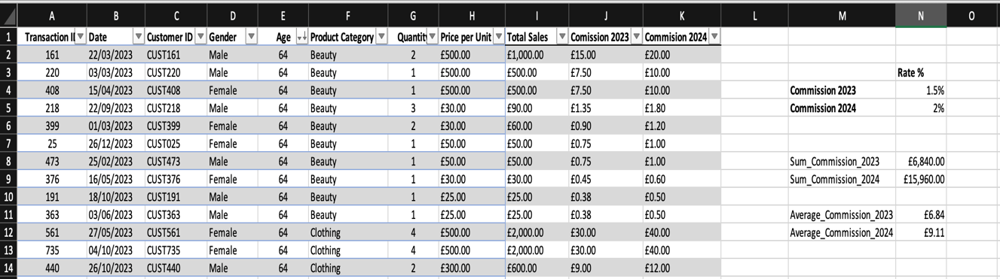 A B C D E F G H I J K L M N O
1 Transaction II Date Customer ID Gender Age Product Category Quantit Price per Unit Total Sales Comission 2023 Commision 2024
2 161 22/03/2023 CUST161 Male 64 Beauty 2 £500.00 £1,000.00 £15.00 £20.00
3 220 03/03/2023 CUST220 Male 64 Beauty 1 £500.00 £500.00 £7.50 £10.00 Rate %
4 408 15/04/2023 CUST408 Female 64 Beauty 1 £500.00 £500.00 £7.50 £10.00 Commission 2023 1.5%
5 218 22/09/2023 CUST218 Male 64 Beauty 3 £30.00 £90.00 £1.35 £1.80 Commission 2024 2%
6 399 01/03/2023 CUST399 Female 64 Beauty 2 £30.00 £60.00 £0.90 £1.20
7 25 26/12/2023 CUST025 Female 64 Beauty 1 £50.00 £50.00 £0.75 £1.00
8 473 25/02/2023 CUST473 Male 64 Beauty 1 £50.00 £50.00 £0.75 £1.00 Sum_Commission_2023 £6,840.00
9 376 16/05/2023 CUST376 Female 64 Beauty 1 £30.00 £30.00 £0.45 £0.60 Sum_Commission_2024 £15,960.00
10 191 18/10/2023 CUST191 Male 64 Beauty 1 £25.00 £25.00 £0.38 £0.50
11 363 03/06/2023 CUST363 Male 64 Beauty 1 £25.00 £25.00 £0.38 £0.50 Average_Commission_2023 £6.84
12 561 27/05/2023 CUST561 Female 64 Clothing 4 £500.00 £2,000.00 £30.00 £40.00 Average_Commission_2024 £9.11
13 735 04/10/2023 CUST735 Female 64 Clothing 4 £500.00 £2,000.00 £30.00 £40.00
14 440 26/10/2023 CUST440 Male 64 Clothing 2 £300.00 £600.00 £9.00 £12.00